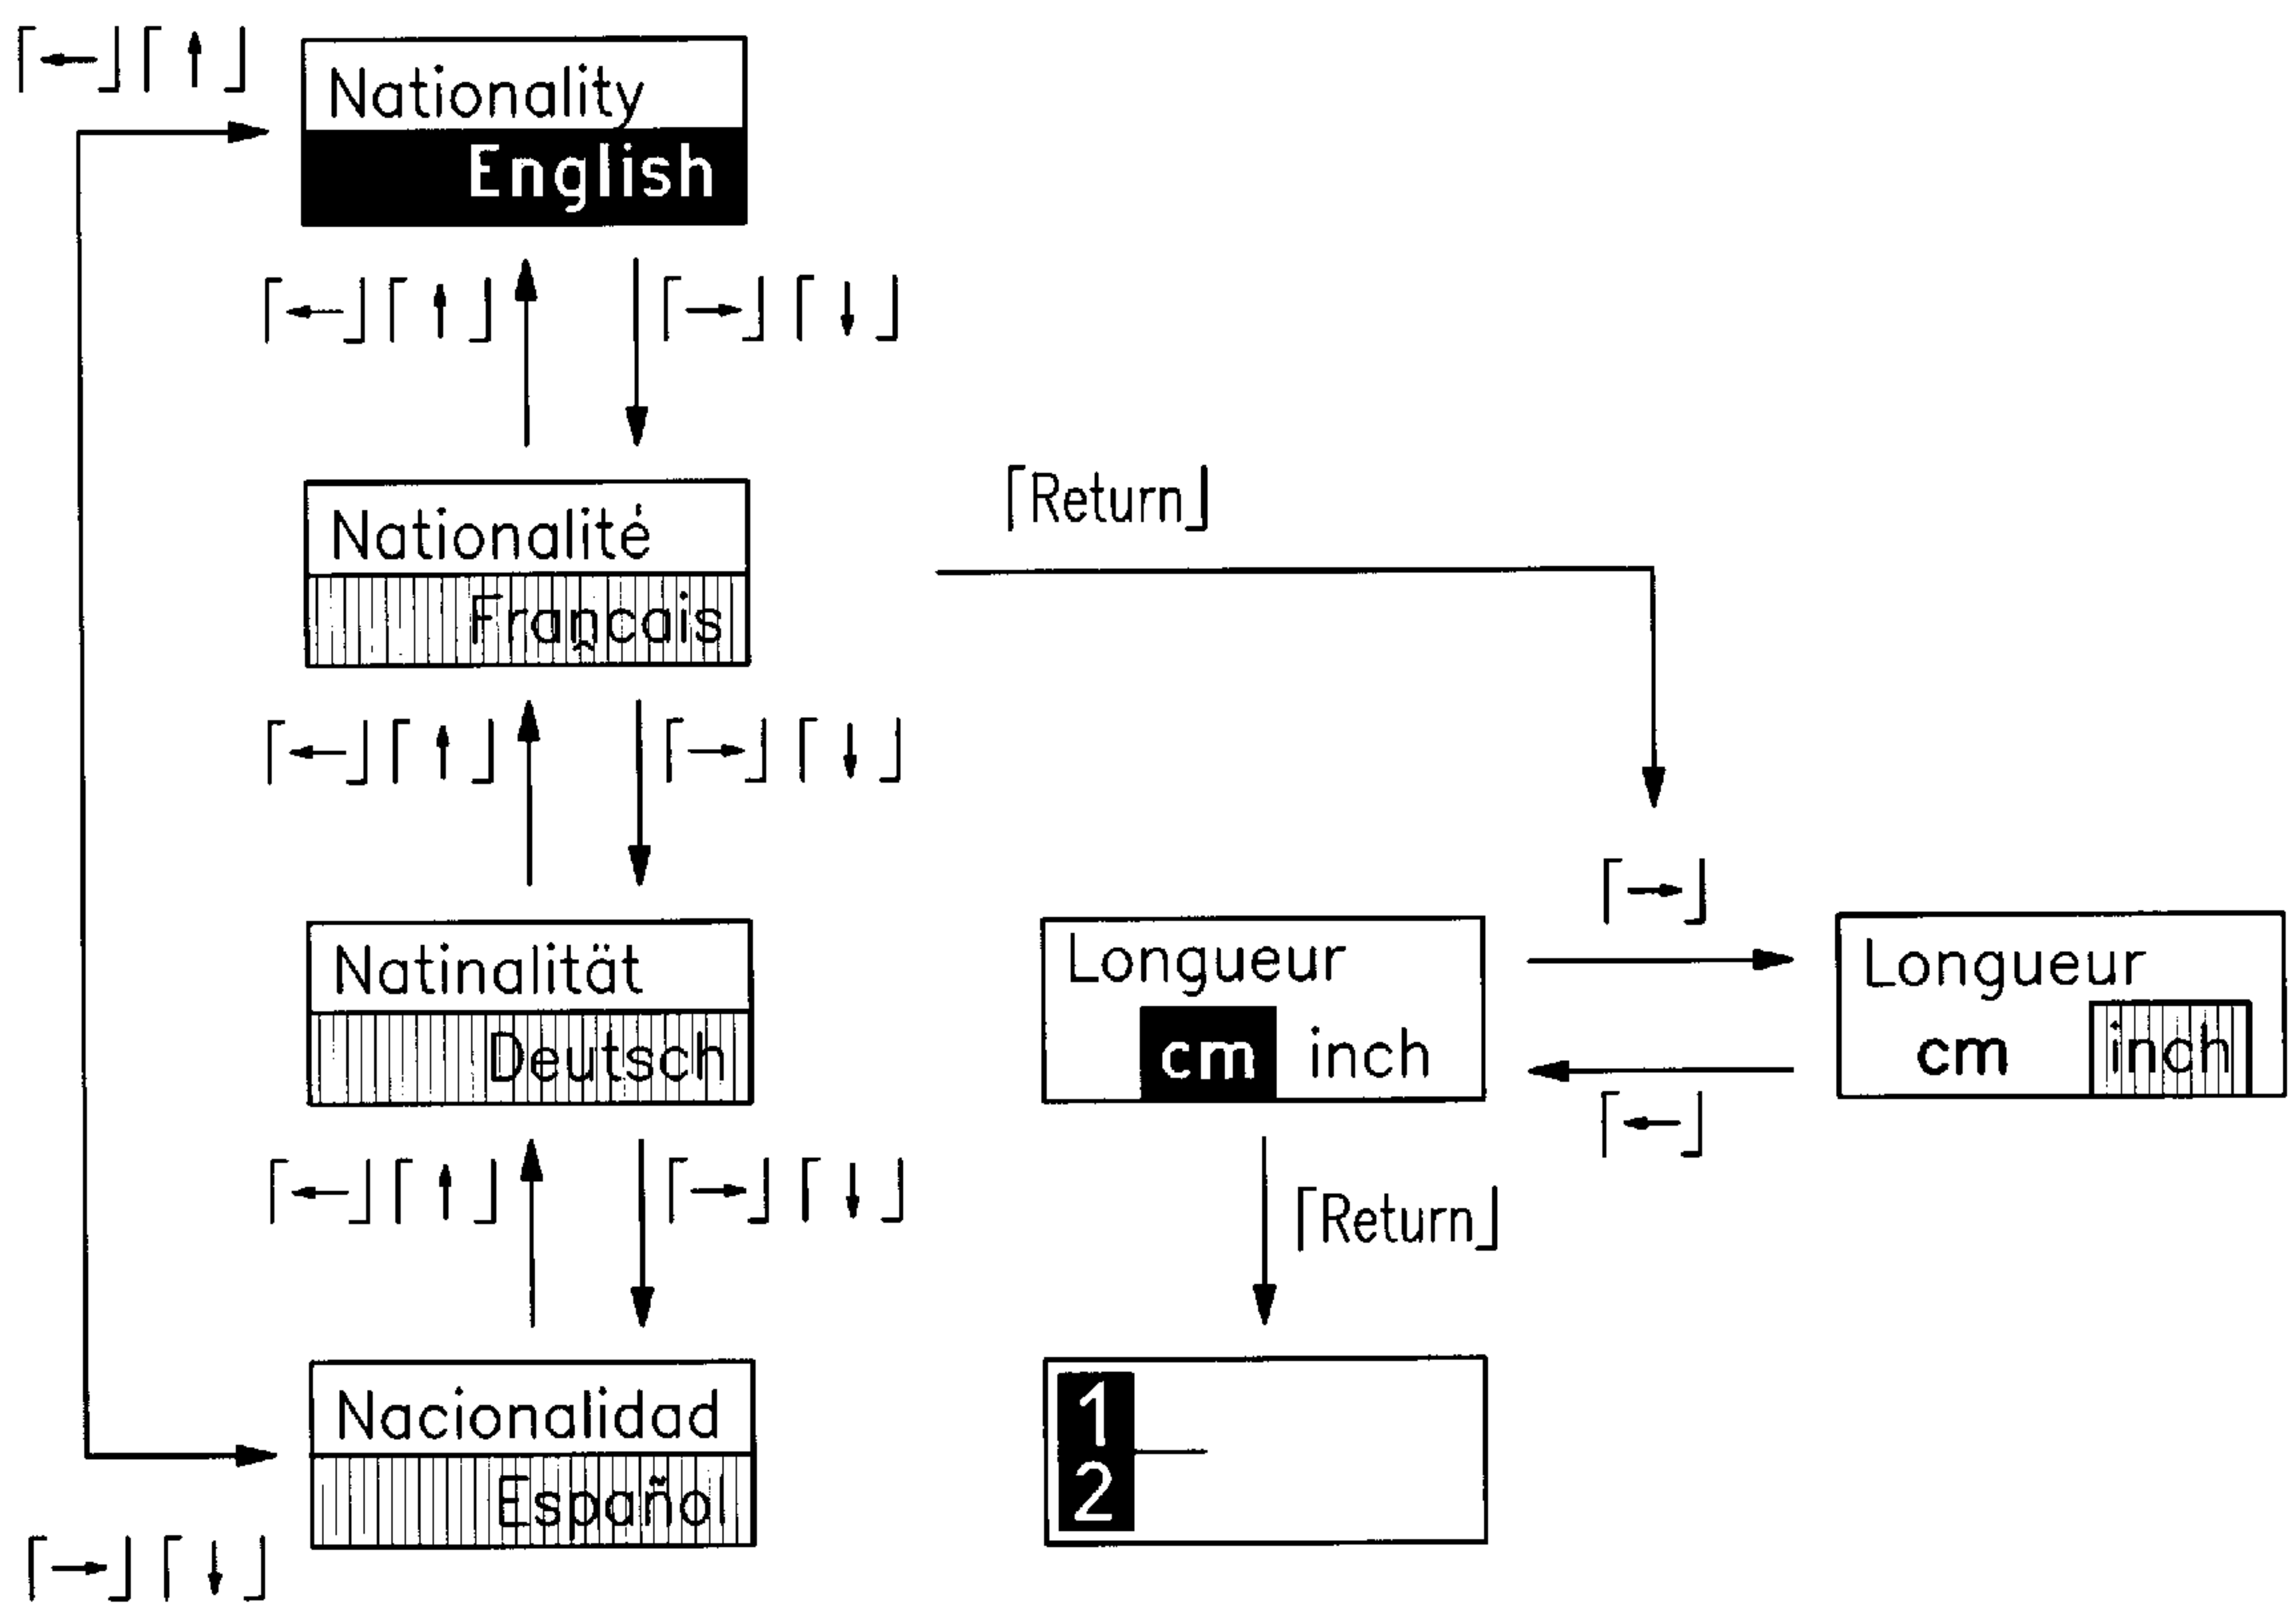 Nationality
English
Nationalité
Français
⌈Return⌋
Natinalität
Deutsch
Longueur
cm inch
Longueur
cm inch
⌈Return⌋
Nacionalidad
Español
1
2